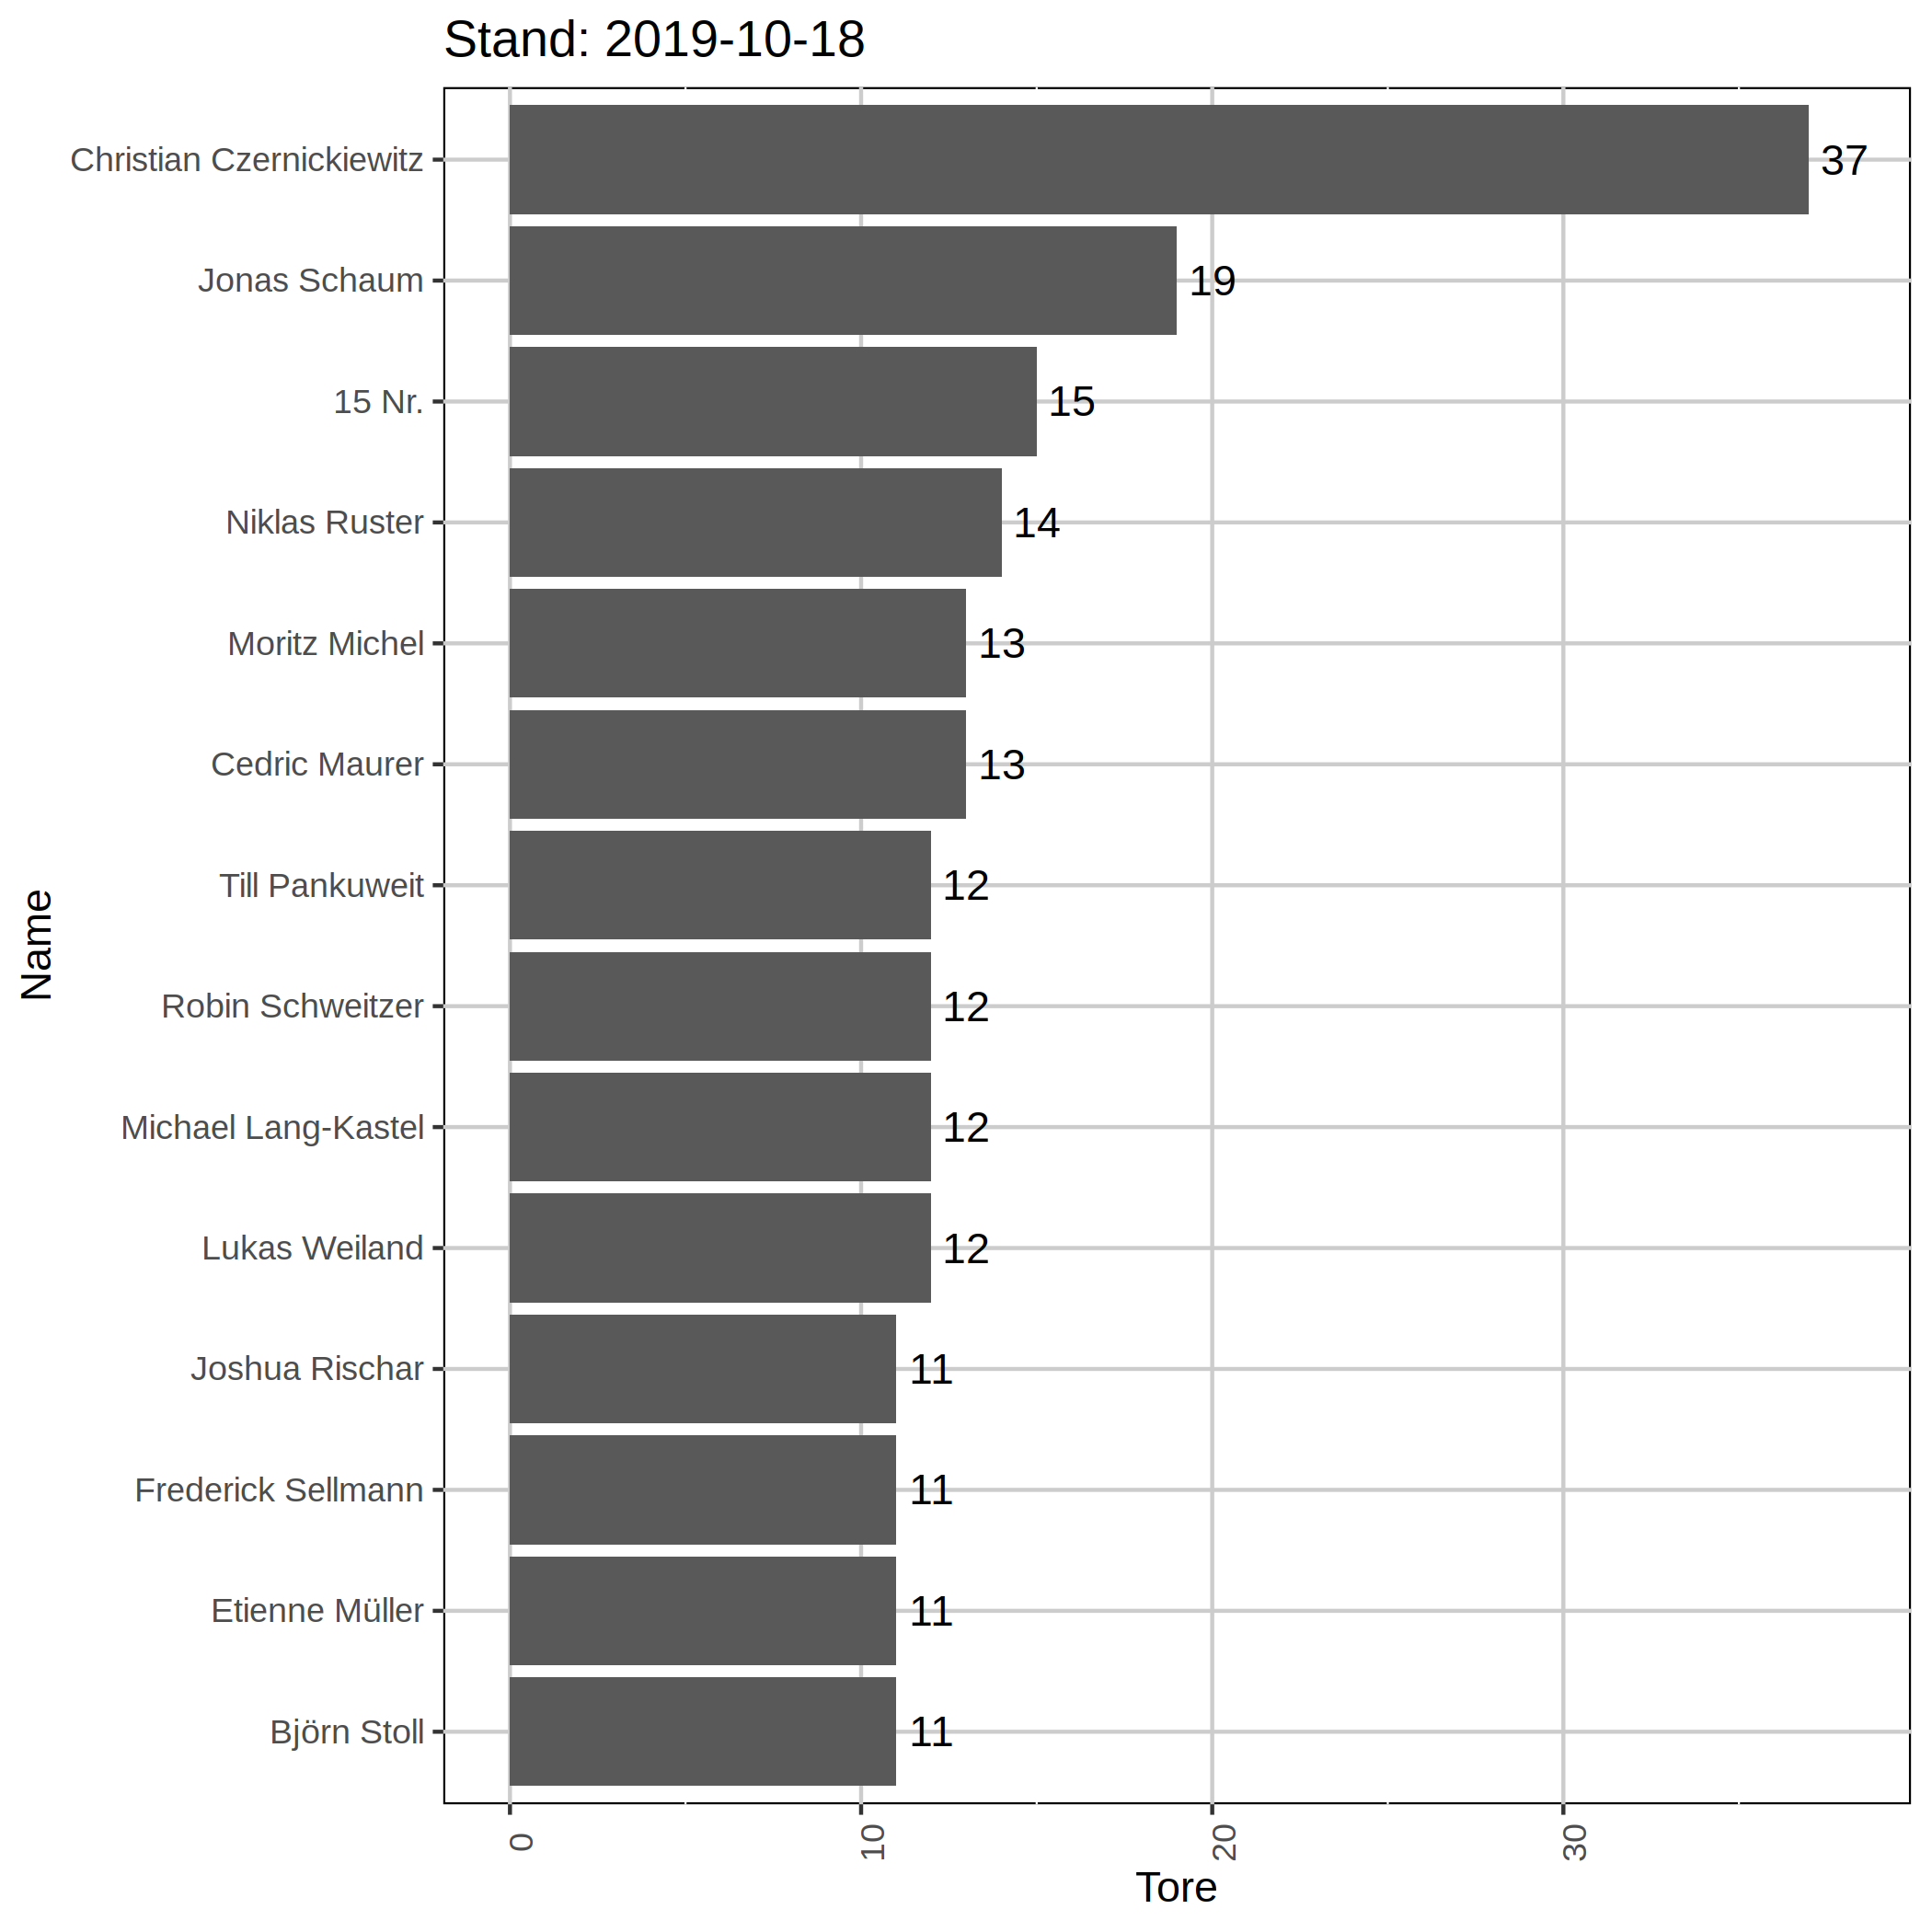 Stand: 2019-10-18
Christian Czernickiewitz 37
Jonas Schaum 19
15 Nr. 15
Niklas Ruster 14
Moritz Michel 13
Cedric Maurer 13
Till Pankuweit 12
Robin Schweitzer 12
Michael Lang-Kastel 12
Lukas Weiland 12
Joshua Rischar 11
Frederick Sellmann 11
Etienne Müller 11
Björn Stoll 11
Name
0 10 20 30
Tore